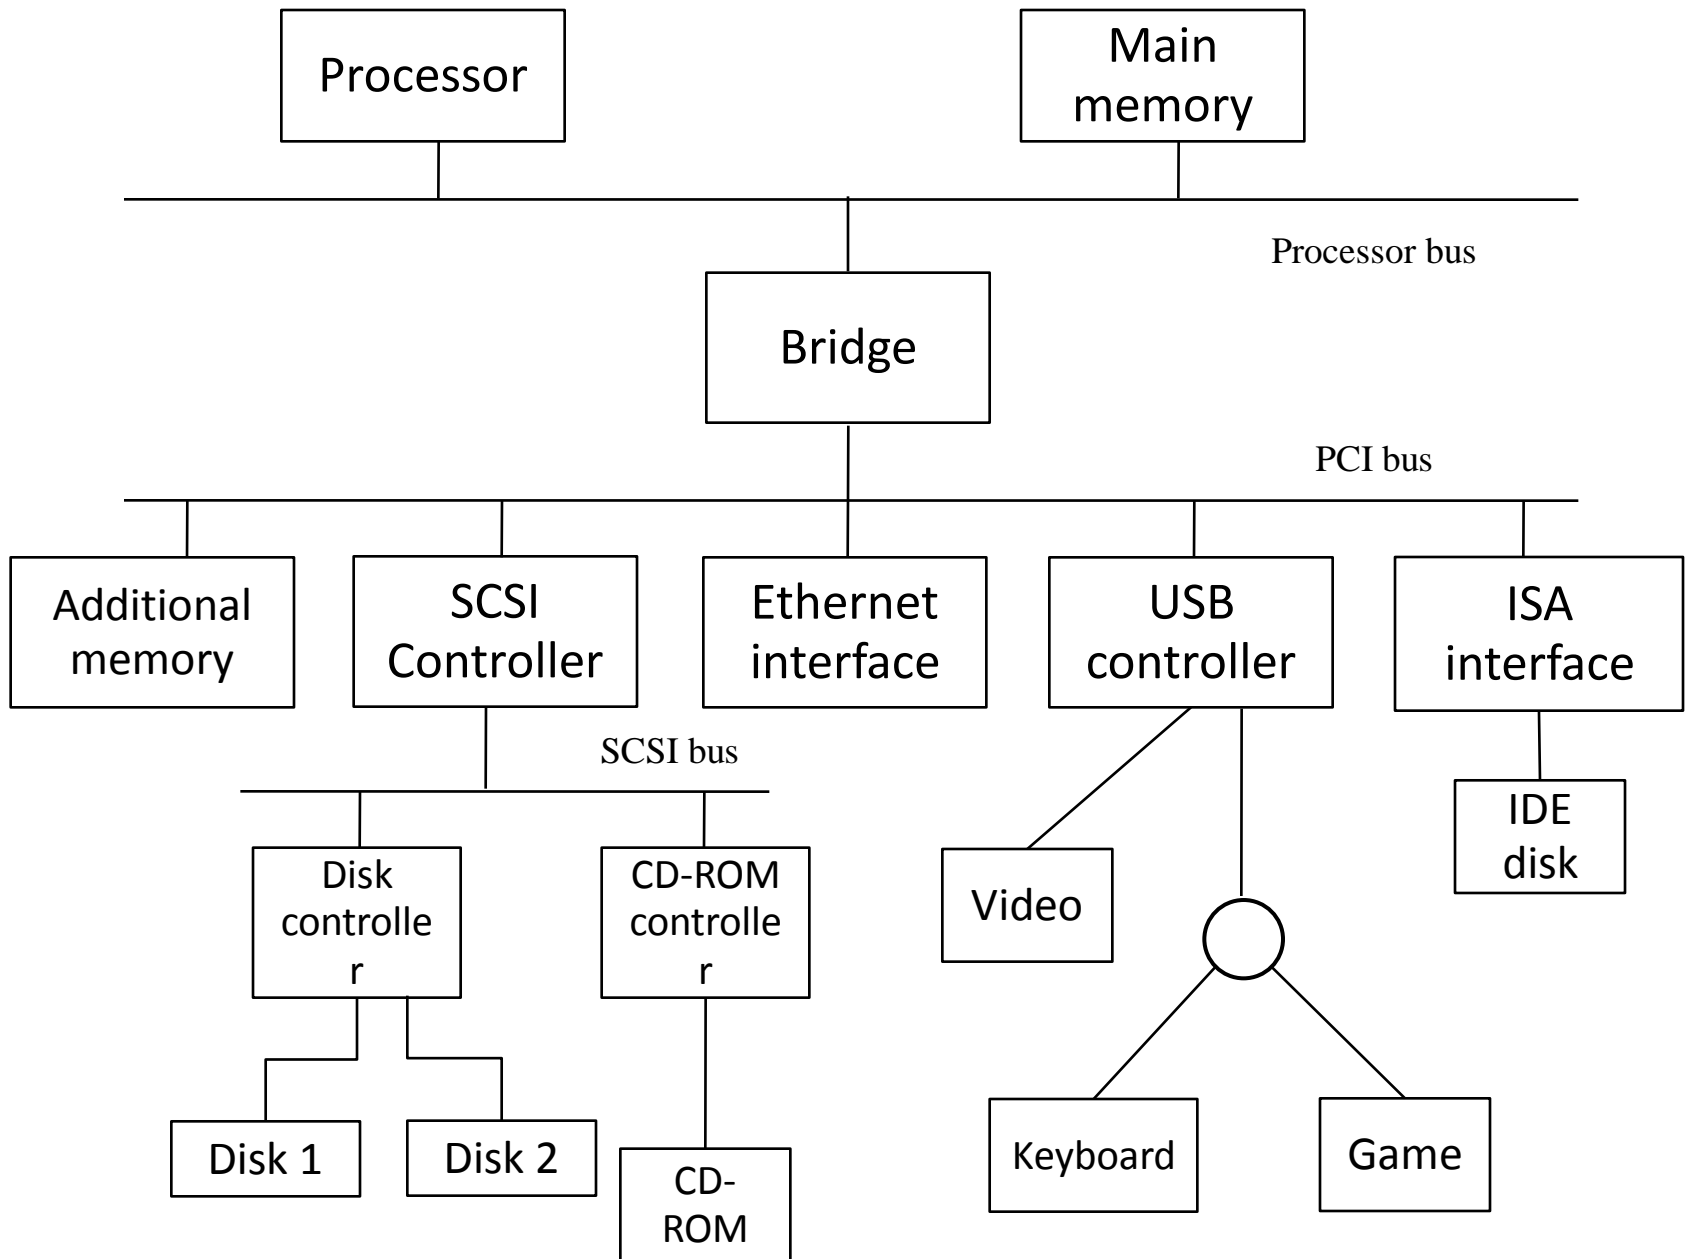 Processor
Main
memory
Processor bus
Bridge
PCI bus
Additional
memory
SCSI
Controller
Ethernet
interface
USB
controller
ISA
interface
SCSI bus
IDE
disk
Disk
controlle
r
CD-ROM
controlle
r
Video
Disk 1
Disk 2
CD-
ROM
Keyboard
Game